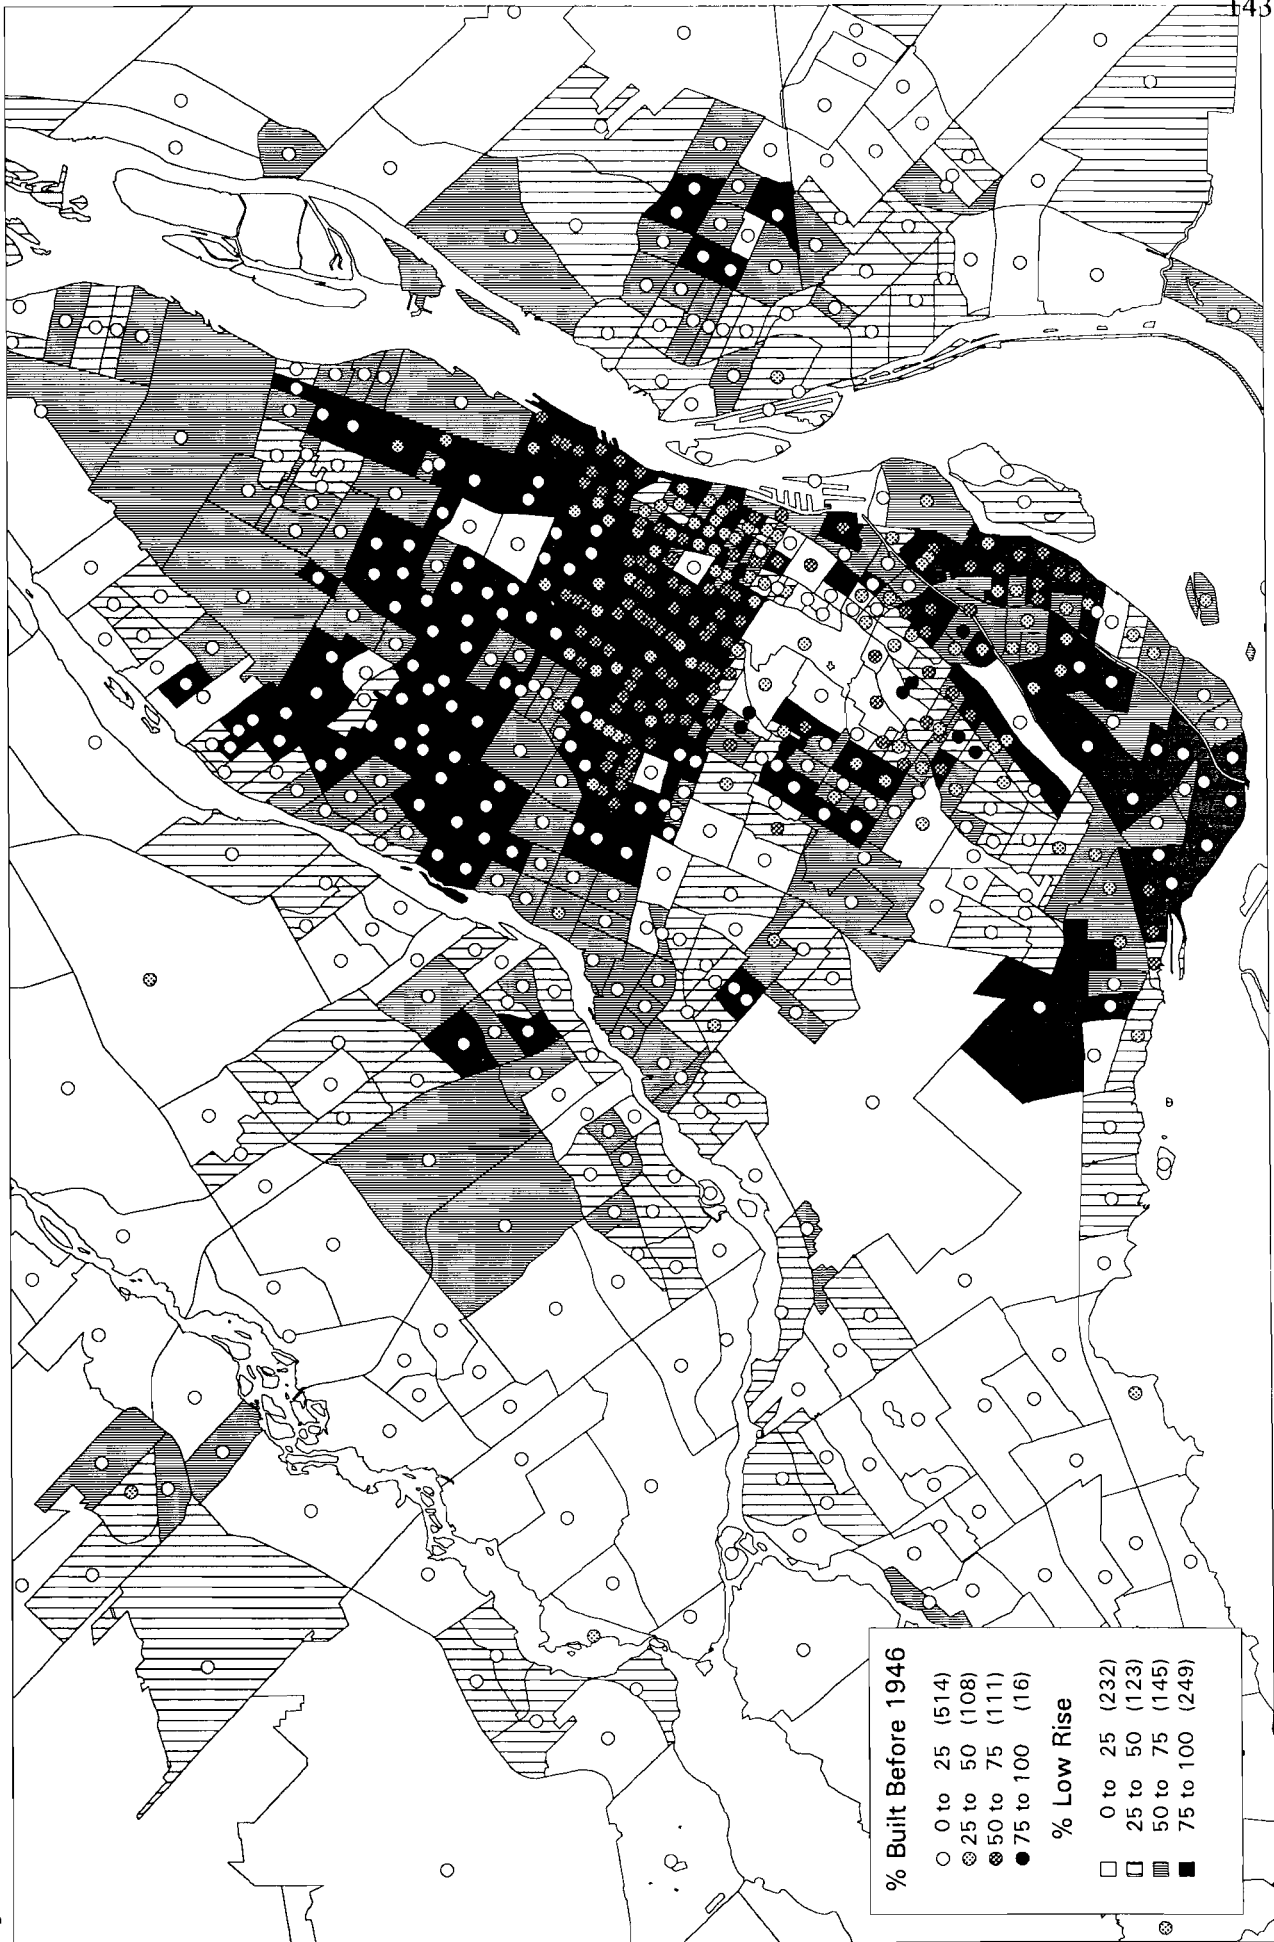 143
% Built Before 1946
0 to 25 (514)
25 to 50 (108)
50 to 75 (111)
75 to 100 (16)
% Low Rise
0 to 25 (232)
25 to 50 (123)
50 to 75 (145)
75 to 100 (249)